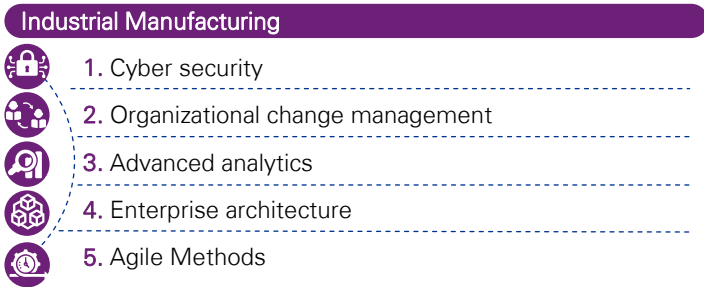 Industrial Manufacturing
1. Cyber security
2. Organizational change management
3. Advanced analytics
4. Enterprise architecture
5. Agile Methods